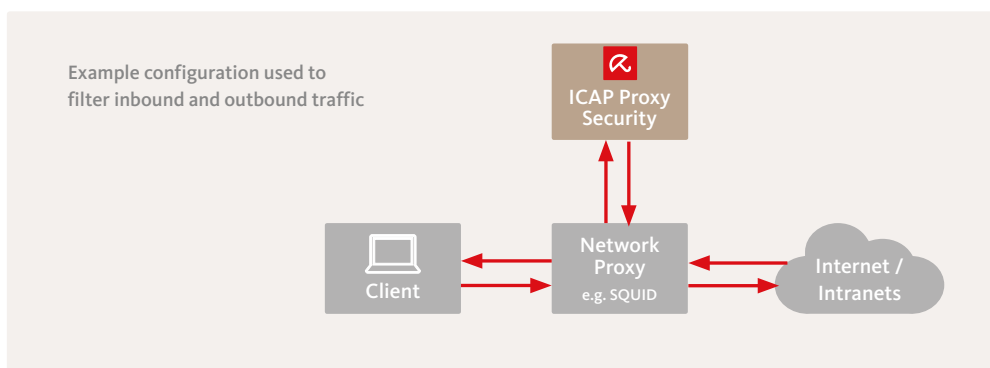 Example configuration used to
filter inbound and outbound traffic
ICAP Proxy
Security
Client
Network
Proxy
e.g. SQUID
Internet /
Intranets